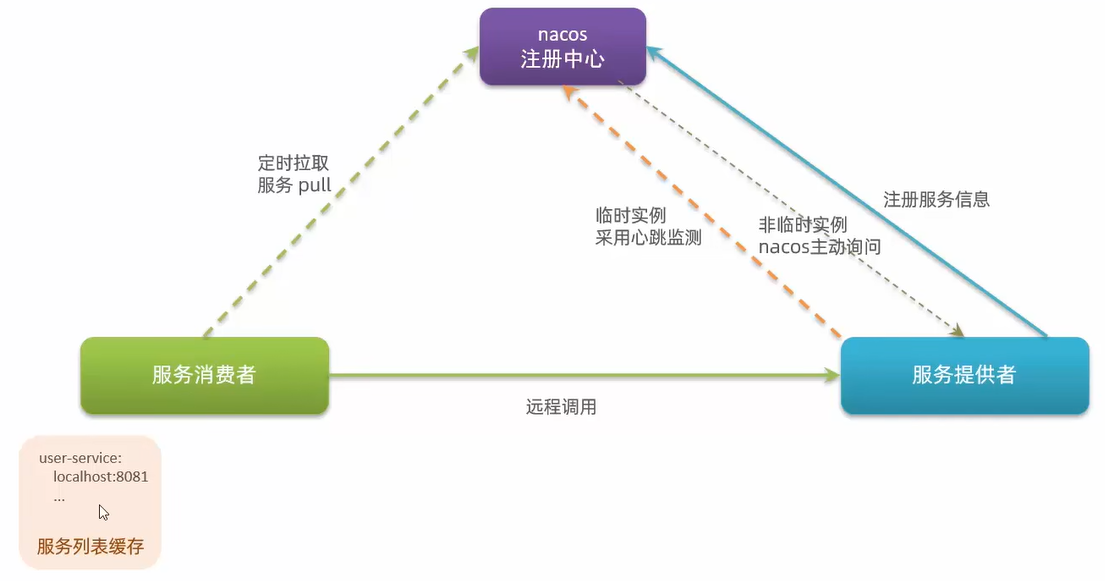 nacos
注册中心
定时拉取
服务 pull
临时实例
采用心跳监测
非临时实例
nacos主动询问
注册服务信息
服务消费者
远程调用
服务提供者
user-service:
localhost:8081
...
服务列表缓存